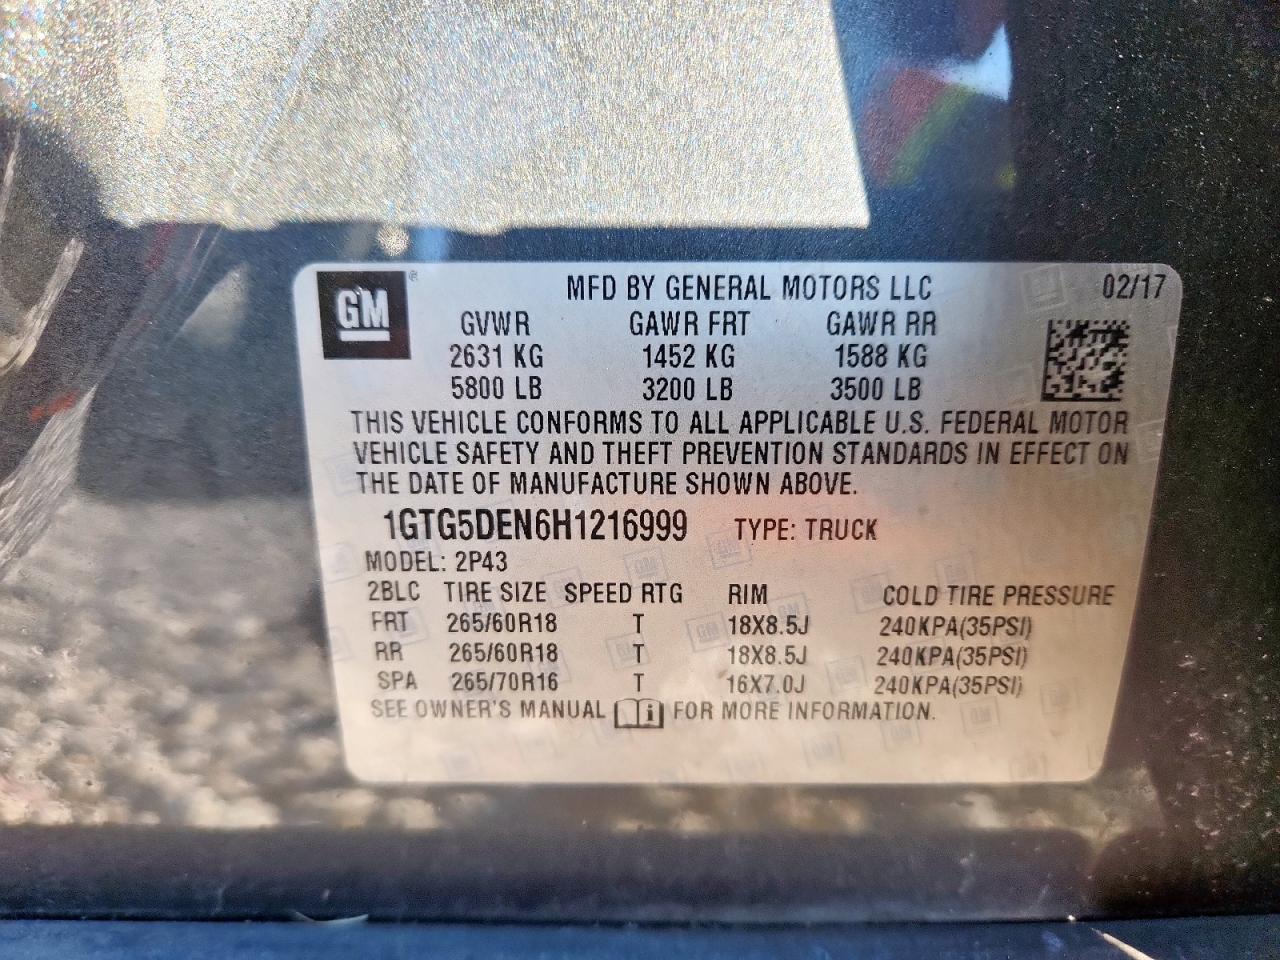 GM ® MFD BY GENERAL MOTORS LLC 02/17
GVWR GAWR FRT GAWR RR
2631 KG 1452 KG 1588 KG
5800 LB 3200 LB 3500 LB
THIS VEHICLE CONFORMS TO ALL APPLICABLE U.S. FEDERAL MOTOR
VEHICLE SAFETY AND THEFT PREVENTION STANDARDS IN EFFECT ON
THE DATE OF MANUFACTURE SHOWN ABOVE.
1GTG5DEN6H1216999 TYPE: TRUCK
MODEL: 2P43
2BLC TIRE SIZE SPEED RTG RIM COLD TIRE PRESSURE
FRT 265/60R18 T 18X8.5J 240KPA(35PSI)
RR 265/60R18 T 18X8.5J 240KPA(35PSI)
SPA 265/70R16 T 16X7.0J 240KPA(35PSI)
SEE OWNER'S MANUAL i FOR MORE INFORMATION.